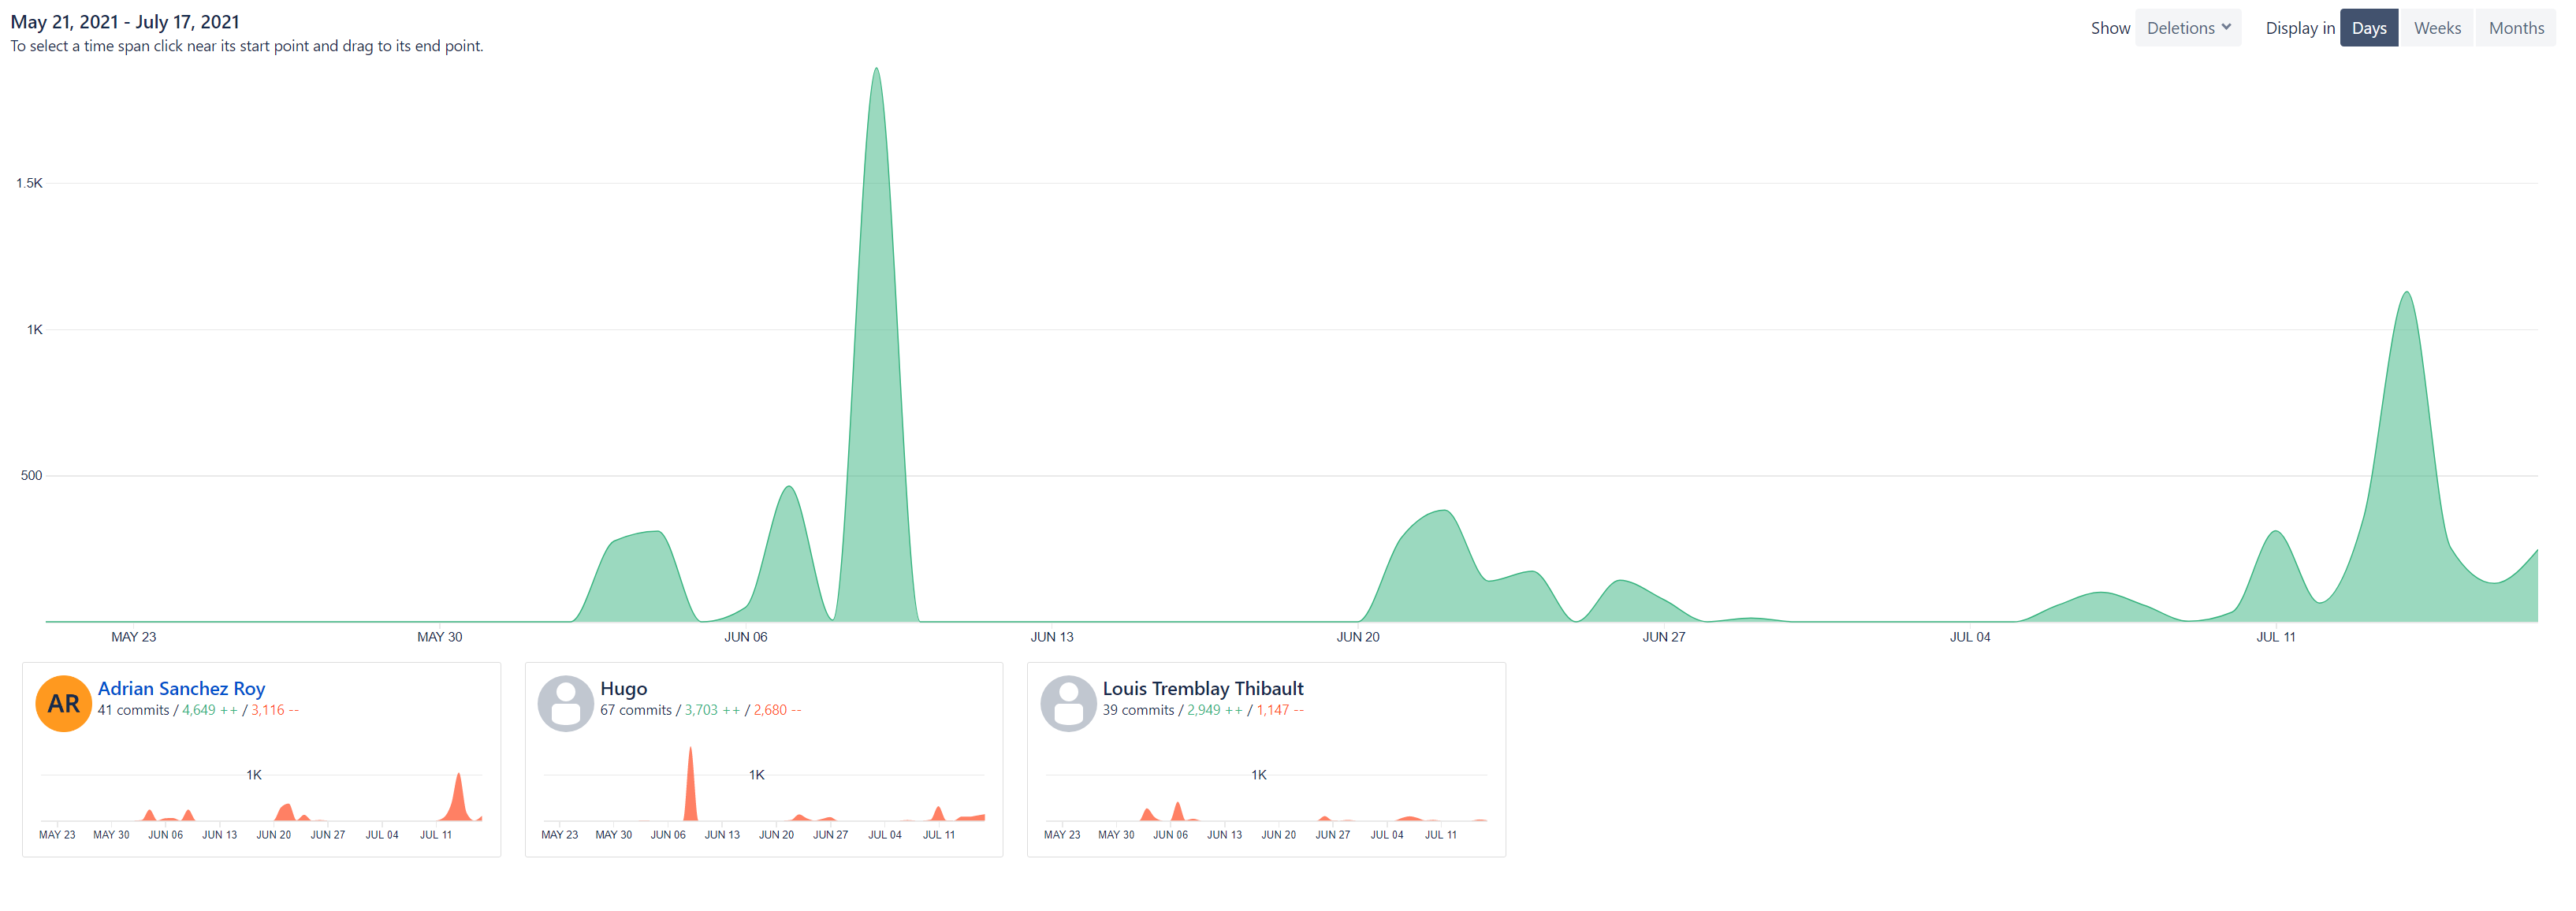 May 21, 2021 - July 17, 2021
To select a time span click near its start point and drag to its end point.
Show Deletions Display in Days Weeks Months
1.5K
1K
500
MAY 23 MAY 30 JUN 06 JUN 13 JUN 20 JUN 27 JUL 04 JUL 11
AR
Adrian Sanchez Roy
41 commits / 4,649 ++ / 3,116 --
1K
MAY 23 MAY 30 JUN 06 JUN 13 JUN 20 JUN 27 JUL 04 JUL 11
Hugo
67 commits / 3,703 ++ / 2,680 --
1K
MAY 23 MAY 30 JUN 06 JUN 13 JUN 20 JUN 27 JUL 04 JUL 11
Louis Tremblay Thibault
39 commits / 2,949 ++ / 1,147 --
1K
MAY 23 MAY 30 JUN 06 JUN 13 JUN 20 JUN 27 JUL 04 JUL 11